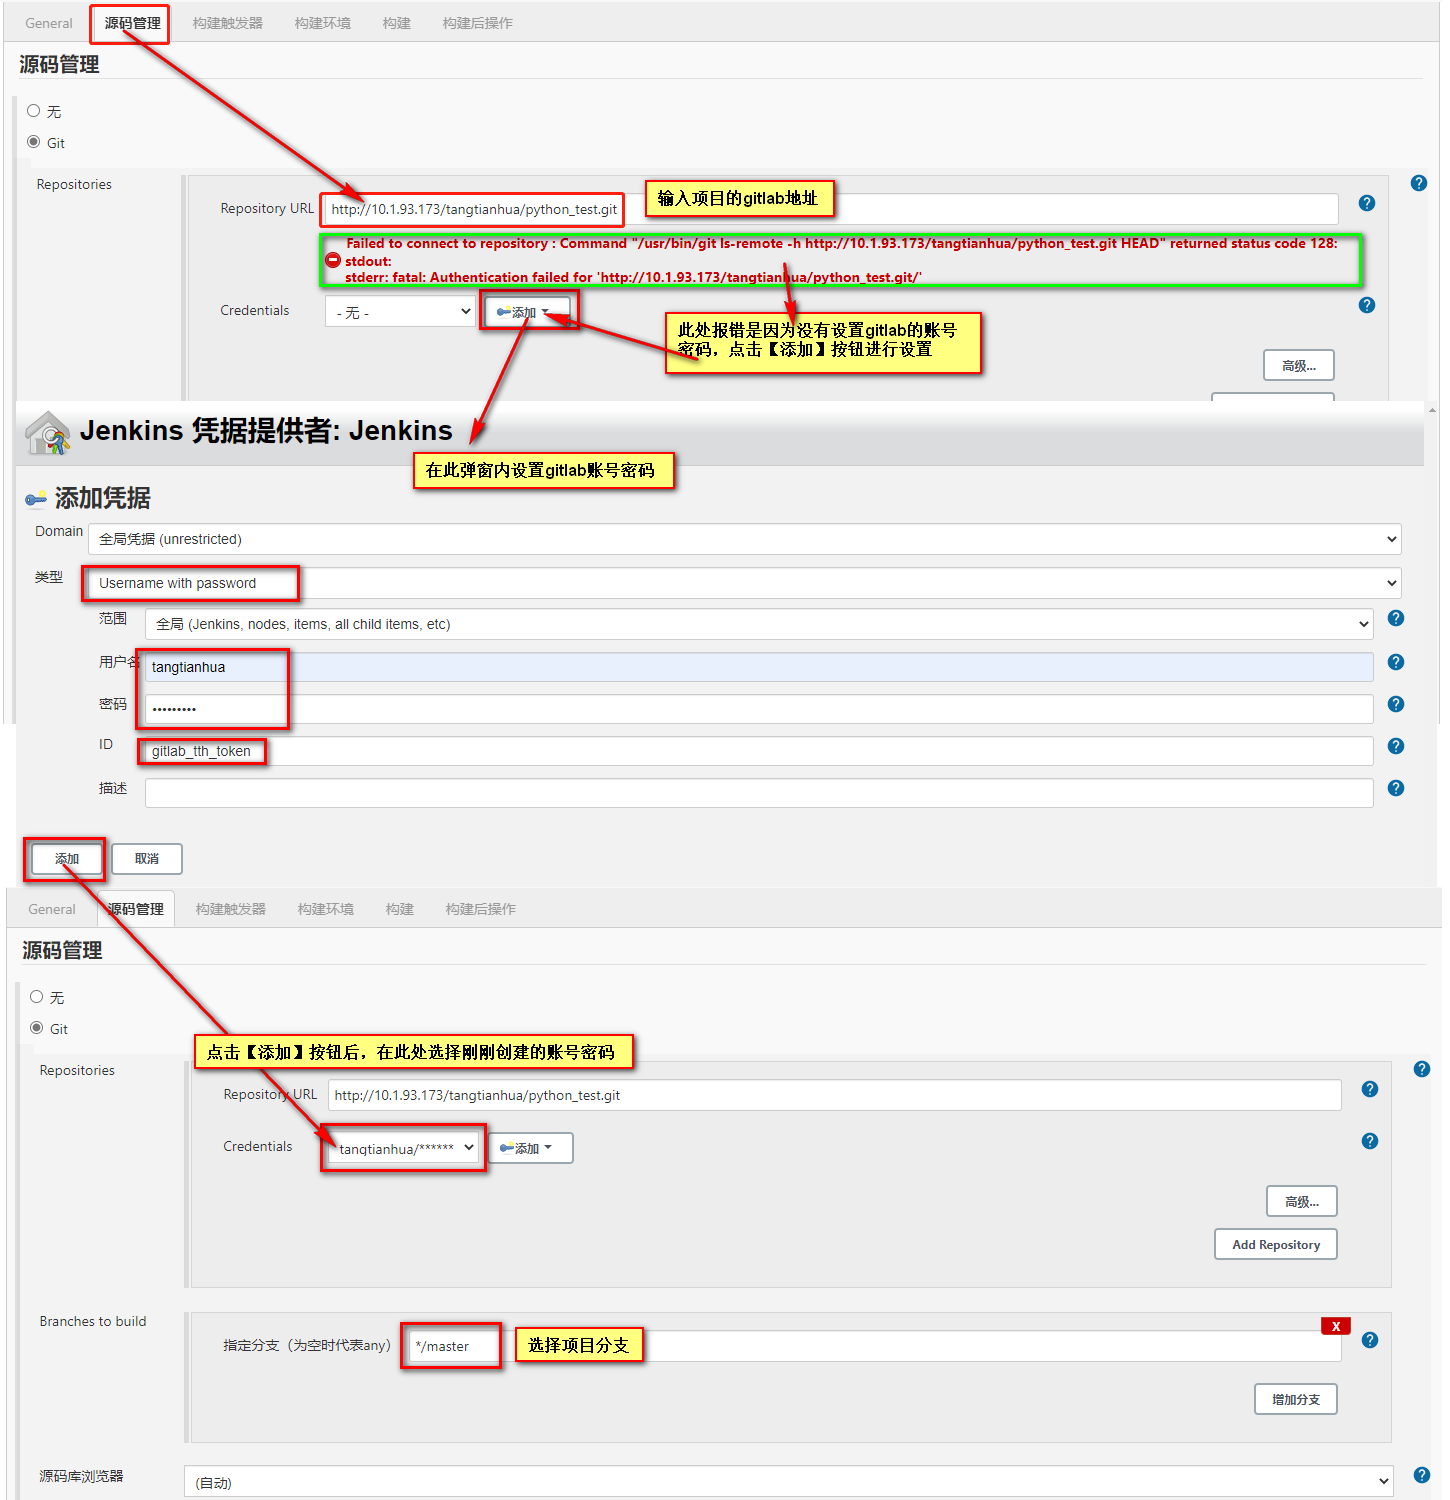 General 源码管理 构建触发器 构建环境 构建 构建后操作
源码管理
无
Git
Repositories
Repository URL http://10.1.93.173/tangtianhua/python_test.git
输入项目的gitlab地址
Failed to connect to repository : Command "/usr/bin/git ls-remote -h http://10.1.93.173/tangtianhua/python_test.git HEAD" returned status code 128:
stdout:
stderr: fatal: Authentication failed for 'http://10.1.93.173/tangtianhua/python_test.git/'
Credentials - 无 - 添加
此处报错是因为没有设置gitlab的账号
密码，点击【添加】按钮进行设置
高级...
Jenkins 凭据提供者: Jenkins
在此弹窗内设置gitlab账号密码
添加凭据
Domain 全局凭据 (unrestricted)
类型 Username with password
范围 全局 (Jenkins, nodes, items, all child items, etc)
用户名 tangtianhua
密码 •••••••••
ID gitlab_tth_token
描述
添加 取消
General 源码管理 构建触发器 构建环境 构建 构建后操作
源码管理
无
Git
点击【添加】按钮后，在此处选择刚刚创建的账号密码
Repositories
Repository URL http://10.1.93.173/tangtianhua/python_test.git
Credentials tangtianhua/****** 添加
高级...
Add Repository
Branches to build
X
指定分支（为空时代表any） */master 选择项目分支
增加分支
源码库浏览器 (自动)